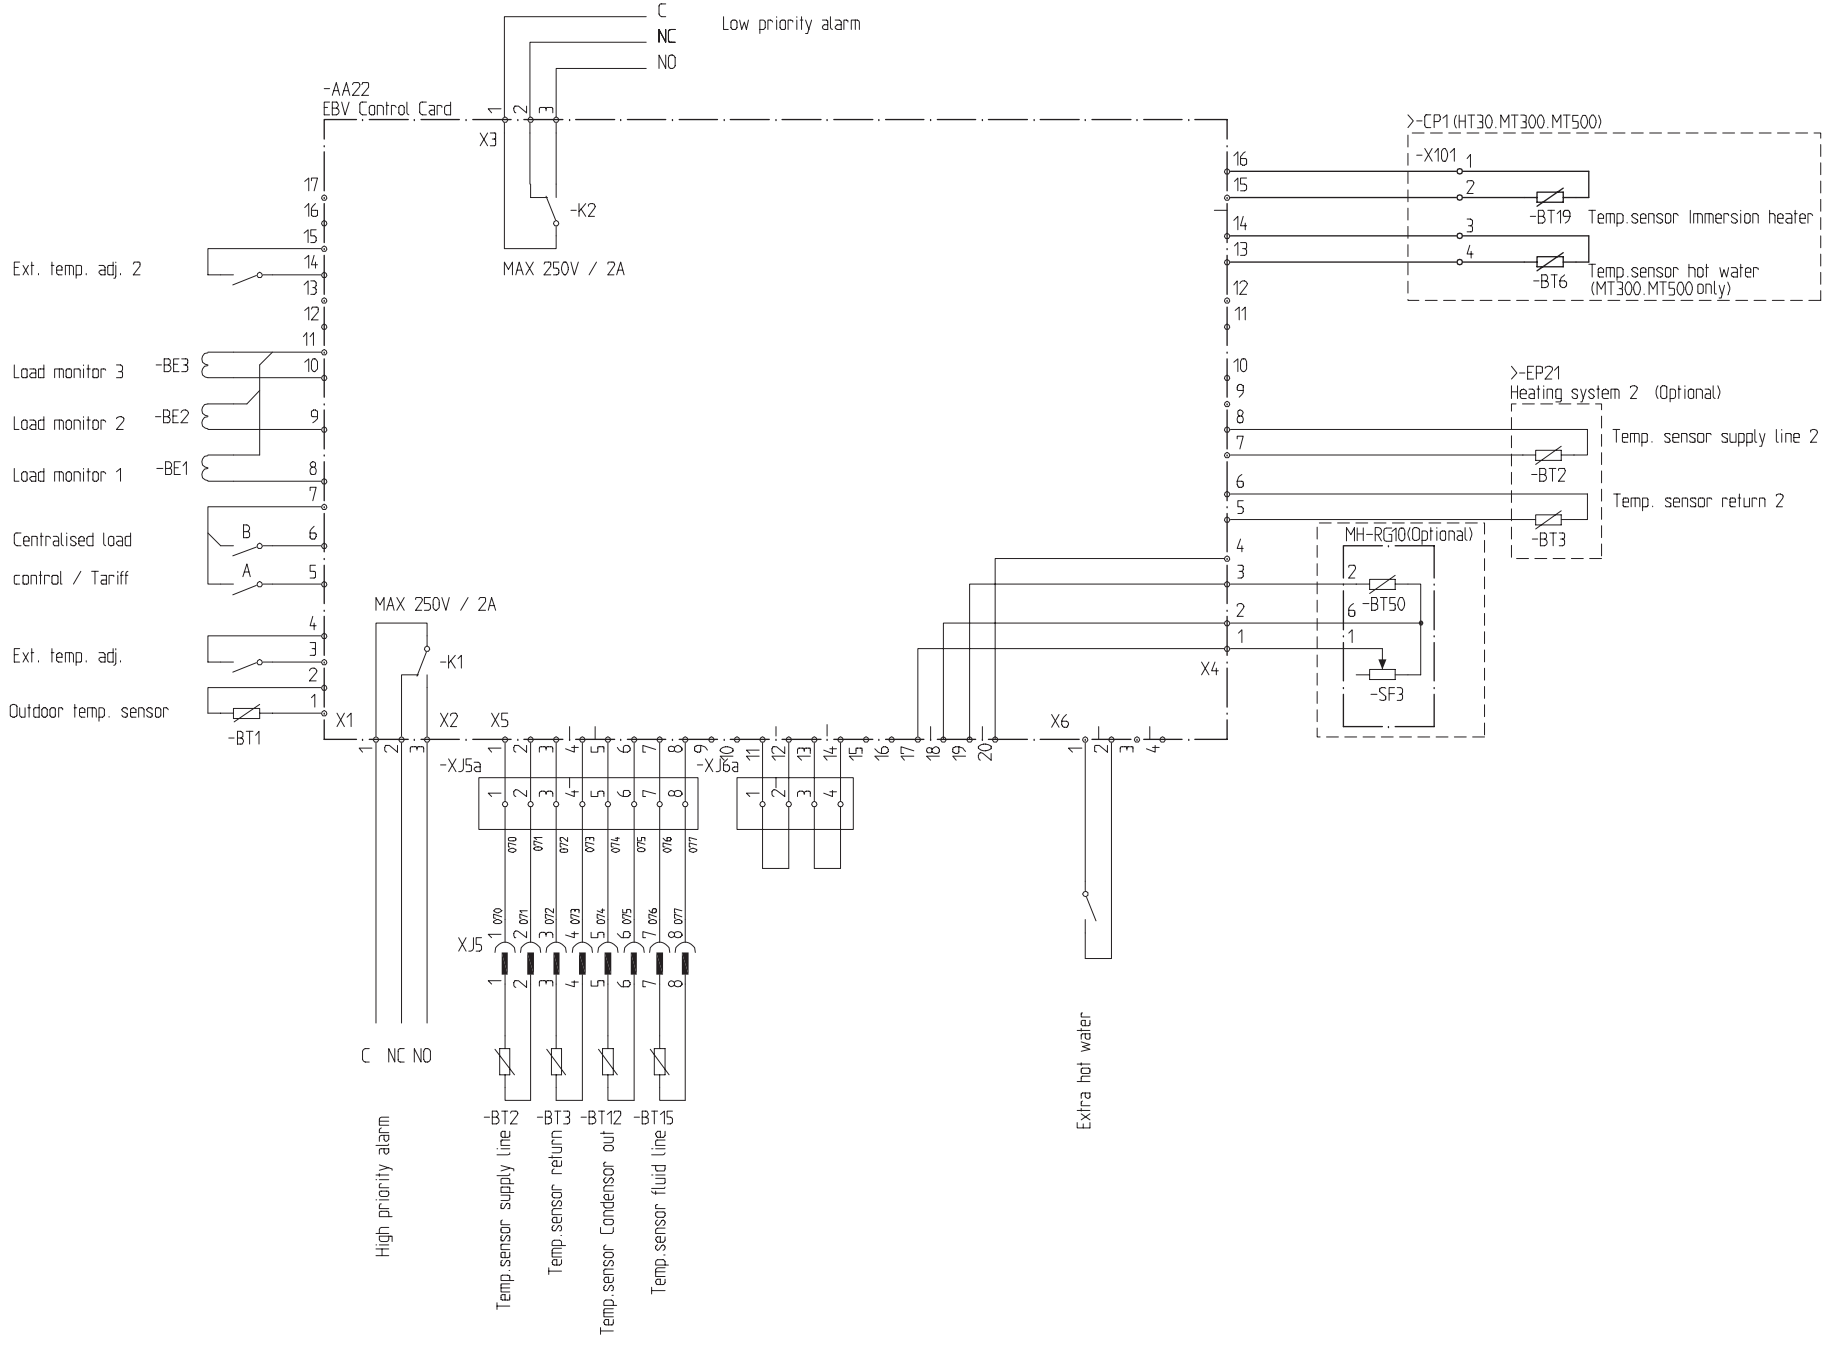 C
Low priority alarm
NC
NO
-AA22
EBV Control Card
1 2 3
X3
-K2
MAX 250V / 2A
>-CP1 (HT30.MT300.MT500)
-X101 1
2
-BT19 Temp.sensor Immersion heater
3
4
-BT6 Temp.sensor hot water
(MT300.MT500 only)
17
16
15
Ext. temp. adj. 2
14
13
12
11
Load monitor 3 -BE3 10
Load monitor 2 -BE2 9
Load monitor 1 -BE1 8
7
Centralised load B 6
control / Tariff A 5
4
Ext. temp. adj. 3
2
Outdoor temp. sensor 1
-BT1
X1
16
15
14
13
12
11
10
9
8
7
6
5
4
3
2
1
X4
>-EP21
Heating system 2 (Optional)
Temp. sensor supply line 2
-BT2
Temp. sensor return 2
-BT3
MH-RG10(Optional)
2
-BT50
6
1
-SF3
MAX 250V / 2A
-K1
X2
1 2 3
X5
1 2 3 4 5 6 7 8 9 10 11 12 13 14 15 16 17 18 19 20
X6
1 2 3 4
-XJ5a
1 2 3 4 5 6 7 8
-XJ6a
1 2 3 4
070 071 072 073 074 075 076 077
070 071 072 073 074 075 076 077
XJ5
1 2 3 4 5 6 7 8
1 2 3 4 5 6 7 8
C NC NO
High priority alarm
-BT2 -BT3 -BT12 -BT15
Temp.sensor supply line
Temp.sensor return
Temp.sensor Condensor out
Temp.sensor fluid line
Extra hot water